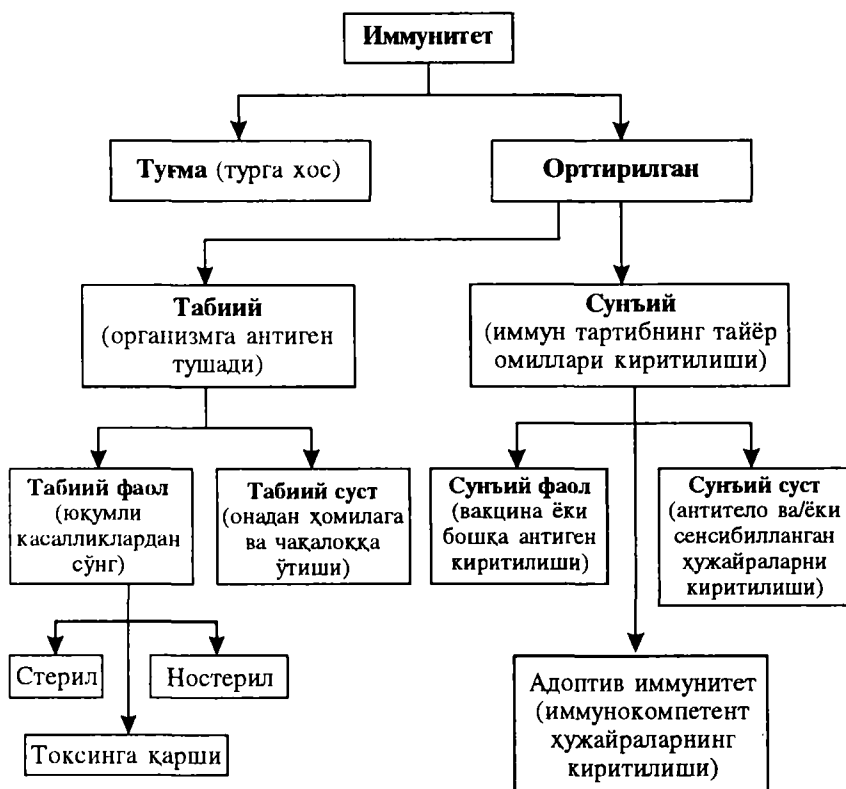 Иммунитет
Туғма (турга хос)
Орттирилган
Табиий
(организмга антиген
тушади)
Сунъий
(иммун тартибнинг тайёр
омиллари киритилиши)
Табиий фаол
(юқумли
касалликлардан
сўнг)
Табиий суст
(онадан ҳомилага
ва чақалоққа
ўтиши)
Сунъий фаол
(вакцина ёки
бошқа антиген
киритилиши)
Сунъий суст
(антитело ва/ёки
сенсибилланган
ҳужайраларни
киритилиши)
Стерил
Ностерил
Токсинга қарши
Адоптив иммунитет
(иммунокомпетент
ҳужайраларнинг
киритилиши)